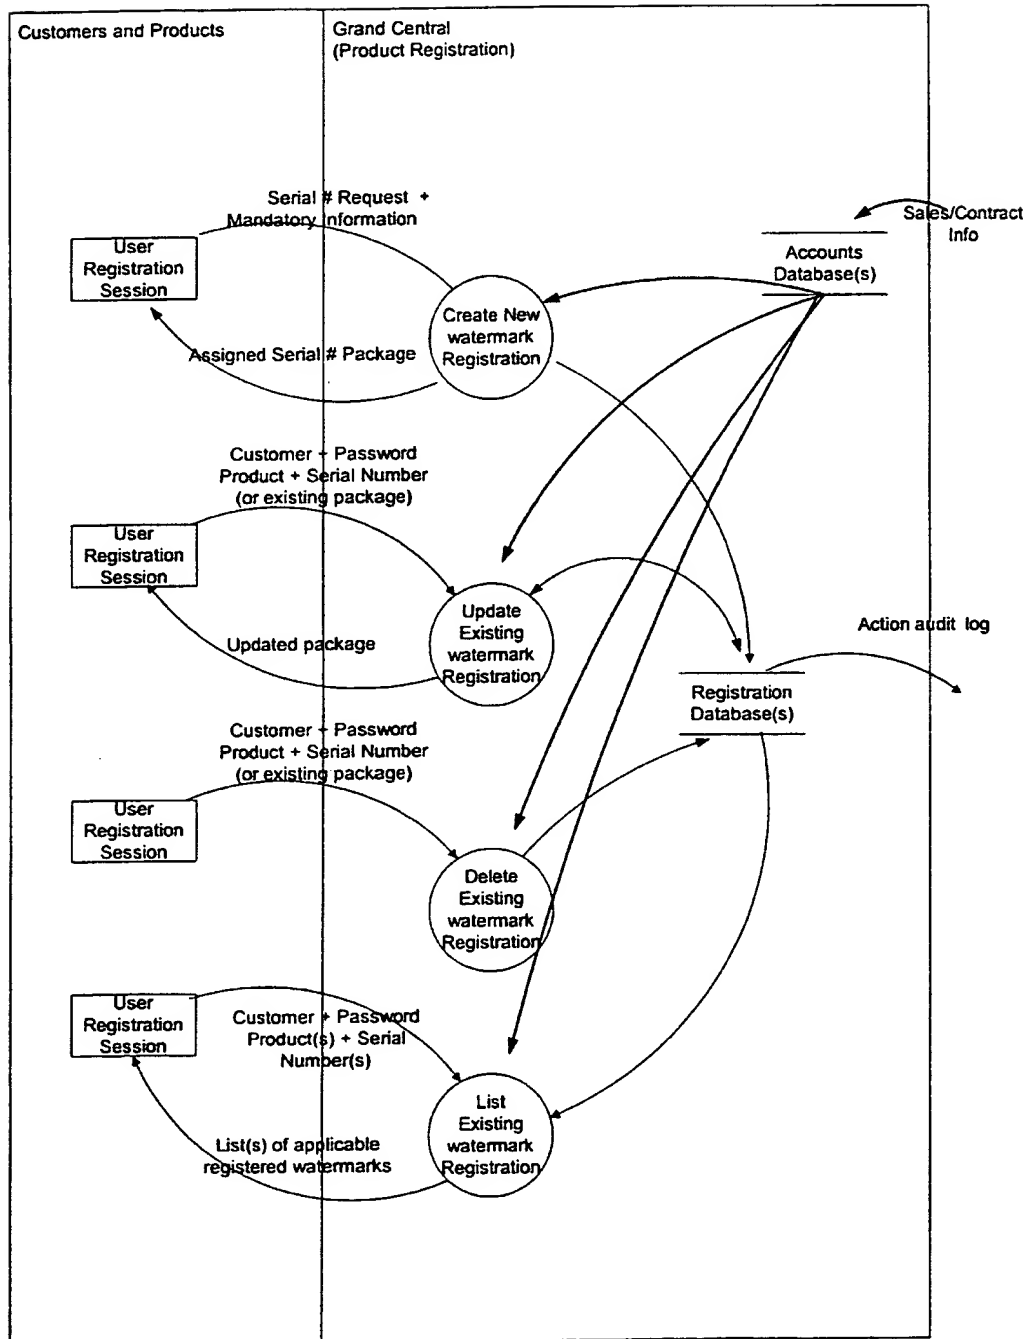 Customers and Products
Grand Central
(Product Registration)
Serial # Request +
Mandatory Information
Sales/Contract
Info
User
Registration
Session
Accounts
Database(s)
Create New
watermark
Registration
Assigned Serial # Package
Customer + Password
Product + Serial Number
(or existing package)
User
Registration
Session
Update
Existing
watermark
Registration
Updated package
Action audit log
Registration
Database(s)
Customer + Password
Product + Serial Number
(or existing package)
User
Registration
Session
Delete
Existing
watermark
Registration
User
Registration
Session
Customer + Password
Product(s) + Serial
Number(s)
List
Existing
watermark
Registration
List(s) of applicable
registered watermarks